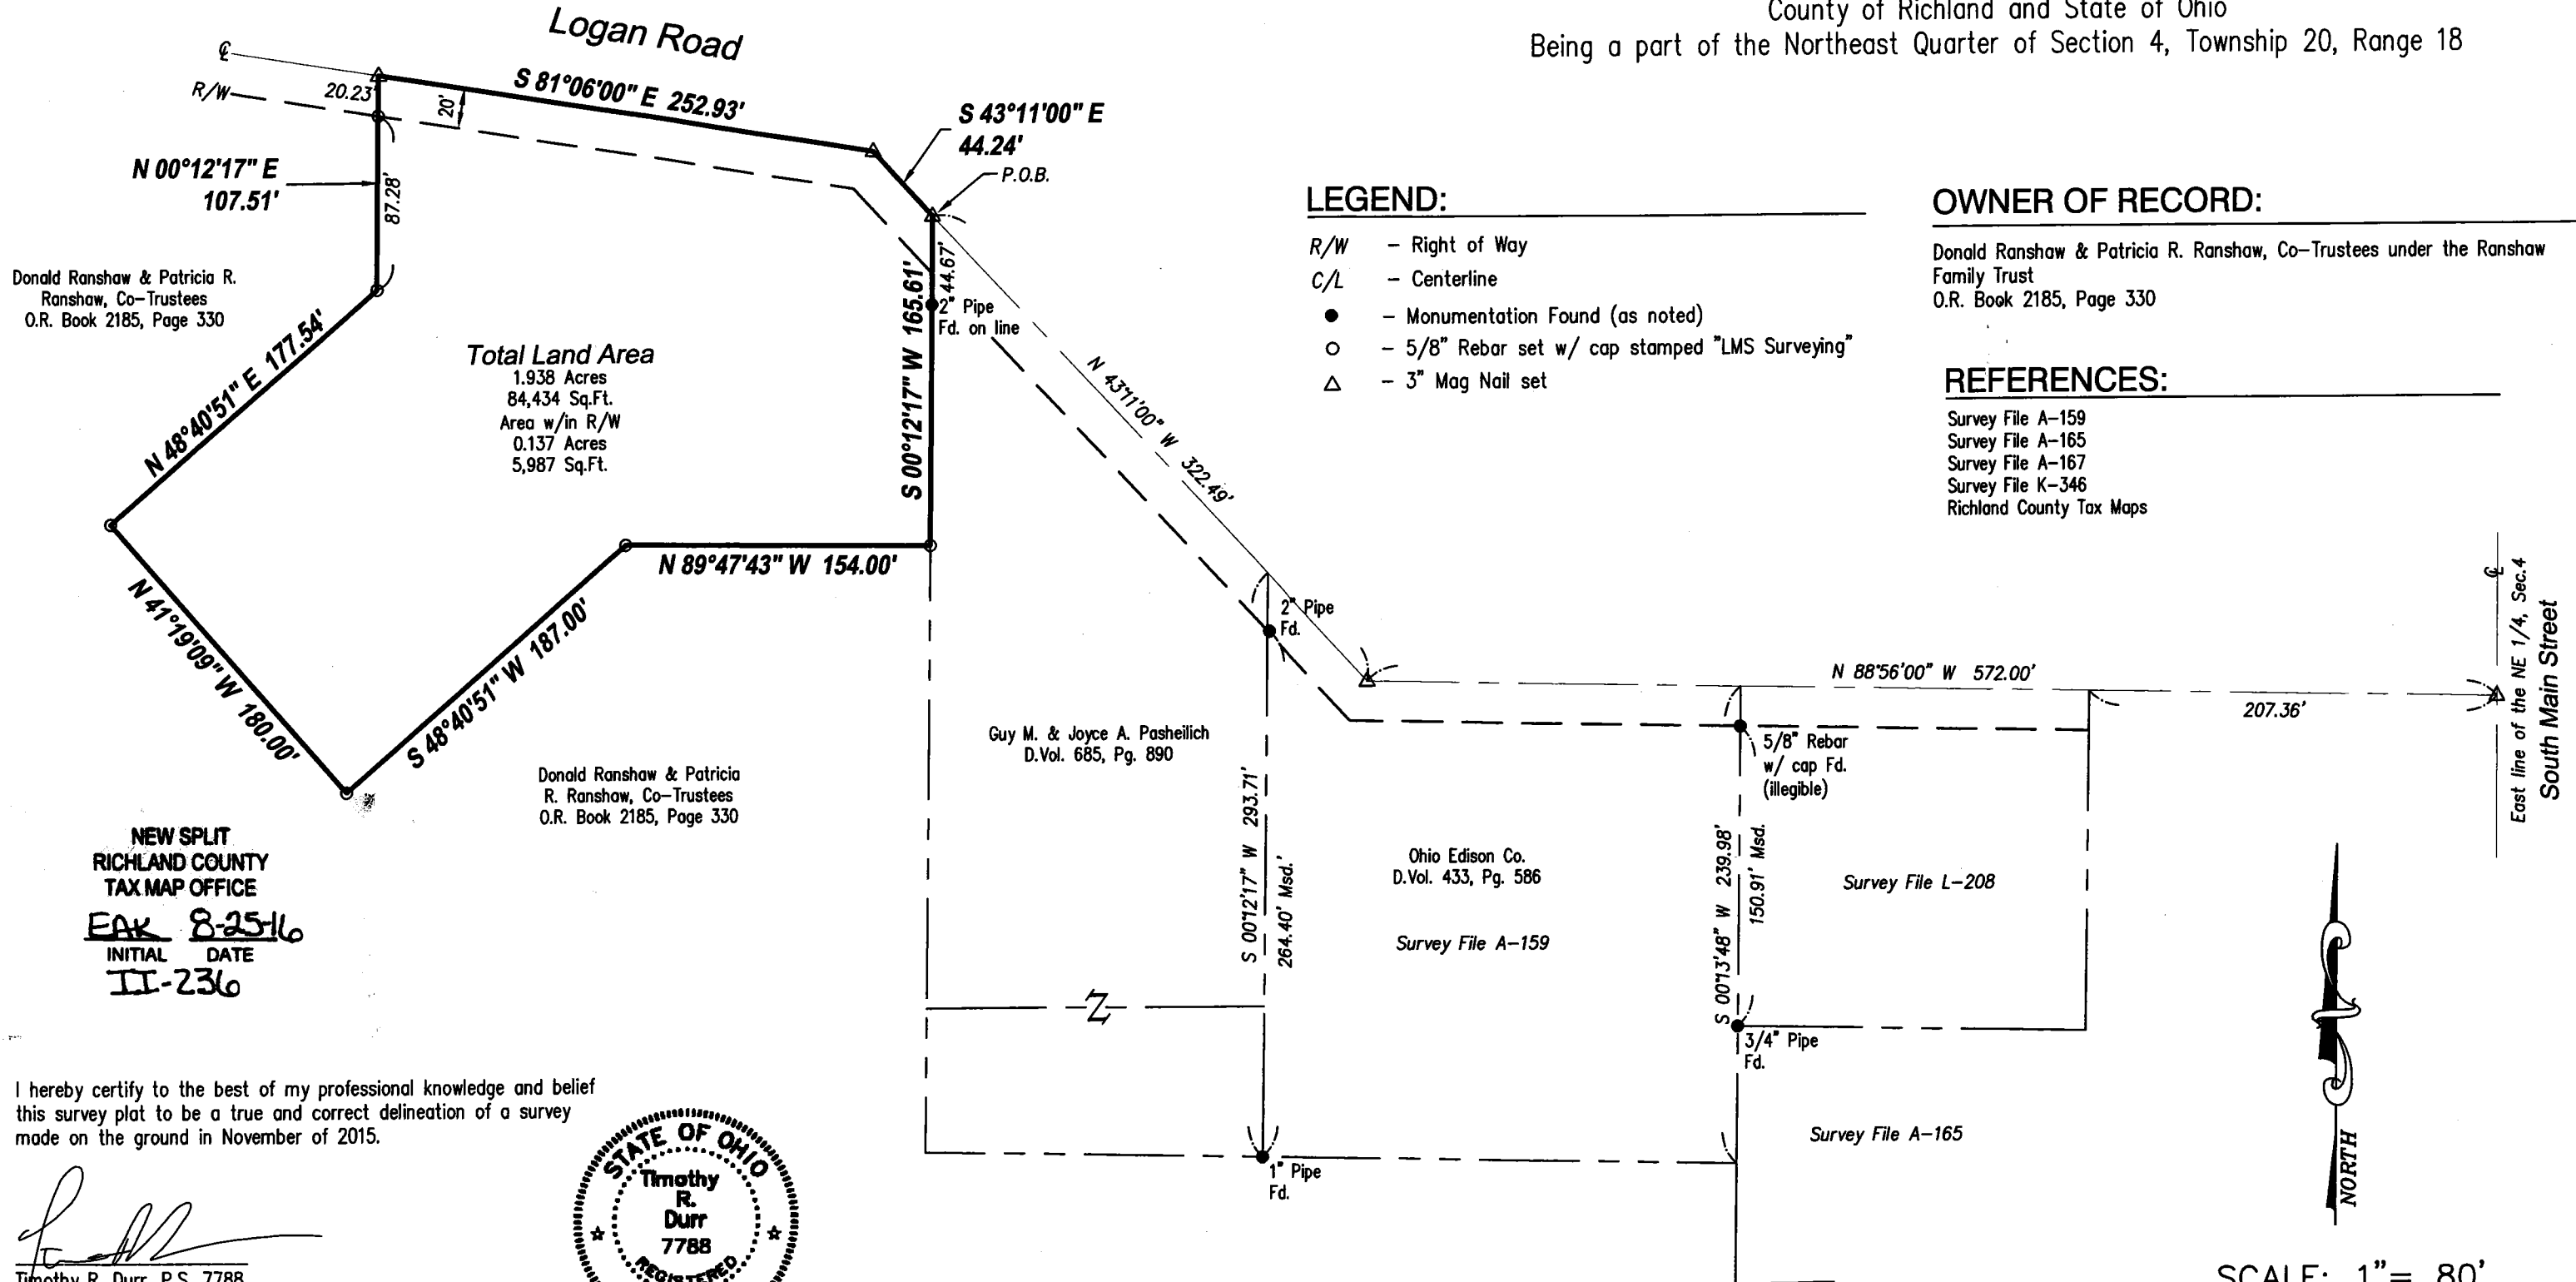 County of Richland and State of Ohio
Being a part of the Northeast Quarter of Section 4, Township 20, Range 18
Logan Road
℄
R/W
20.23'
20'
S 81°06'00" E 252.93'
S 43°11'00" E
44.24'
P.O.B.
N 00°12'17" E
107.51'
87.28'
Donald Ranshaw & Patricia R.
Ranshaw, Co-Trustees
O.R. Book 2185, Page 330
N 48°40'51" E 177.54'
Total Land Area
1.938 Acres
84,434 Sq.Ft.
Area w/in R/W
0.137 Acres
5,987 Sq.Ft.
S 00°12'17" W 165.61'
44.67'
2" Pipe
Fd. on line
N 89°47'43" W 154.00'
N 41°19'09" W 180.00'
S 48°40'51" W 187.00'
Donald Ranshaw & Patricia
R. Ranshaw, Co-Trustees
O.R. Book 2185, Page 330
LEGEND:
R/W - Right of Way
C/L - Centerline
● - Monumentation Found (as noted)
○ - 5/8" Rebar set w/ cap stamped "LMS Surveying"
△ - 3" Mag Nail set
OWNER OF RECORD:
Donald Ranshaw & Patricia R. Ranshaw, Co-Trustees under the Ranshaw
Family Trust
O.R. Book 2185, Page 330
REFERENCES:
Survey File A-159
Survey File A-165
Survey File A-167
Survey File K-346
Richland County Tax Maps
N 43°11'00" W 322.49'
2" Pipe
Fd.
N 88°56'00" W 572.00'
207.36'
℄
East line of the NE 1/4, Sec.4
South Main Street
Guy M. & Joyce A. Pasheilich
D.Vol. 685, Pg. 890
S 00°12'17" W 293.71'
264.40' Msd.'
Ohio Edison Co.
D.Vol. 433, Pg. 586
Survey File A-159
5/8" Rebar
w/ cap Fd.
(illegible)
S 00°13'48" W 239.98'
150.91' Msd.
Survey File L-208
3/4" Pipe
Fd.
Survey File A-165
1" Pipe
Fd.
Z
NEW SPLIT
RICHLAND COUNTY
TAX MAP OFFICE
EAK 8-25-16
INITIAL DATE
II-236
I hereby certify to the best of my professional knowledge and belief
this survey plat to be a true and correct delineation of a survey
made on the ground in November of 2015.
Timothy R. Durr, P.S. 7788
STATE OF OHIO
Timothy
R.
Durr
7788
REGISTERED
NORTH
SCALE: 1"= 80'